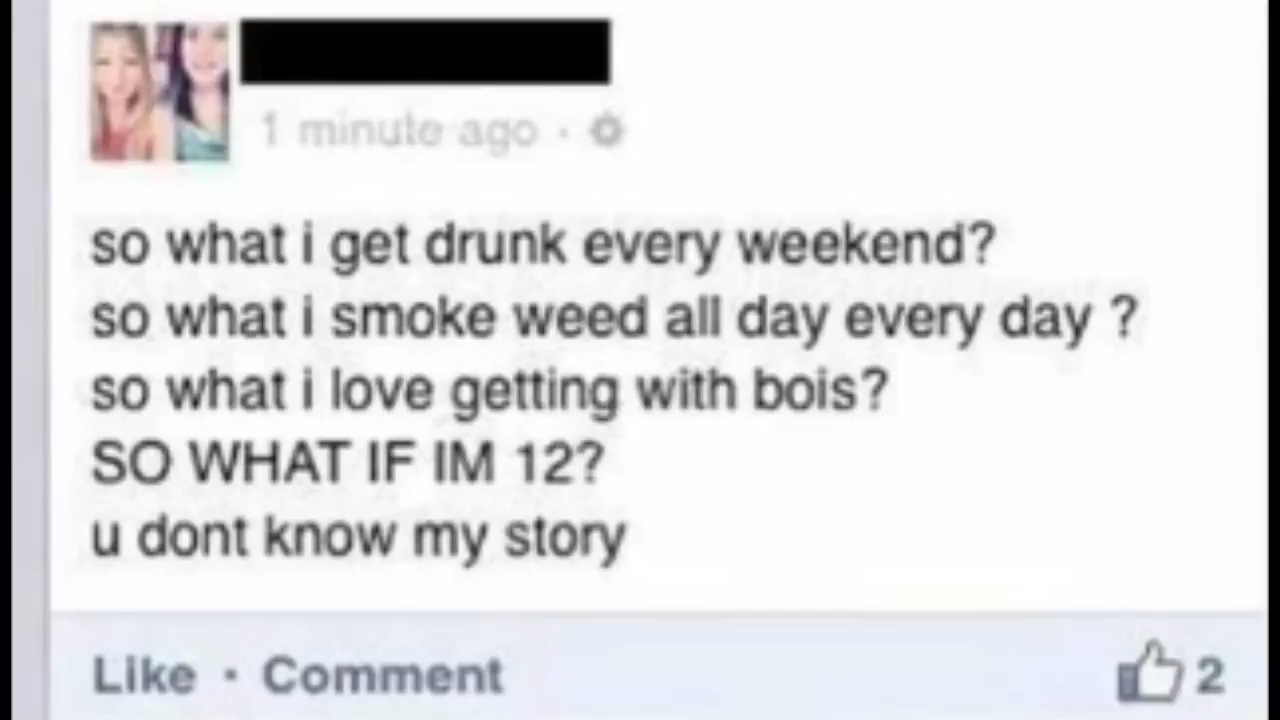 1 minute ago ·
so what i get drunk every weekend?
so what i smoke weed all day every day ?
so what i love getting with bois?
SO WHAT IF IM 12?
u dont know my story
Like · Comment 2